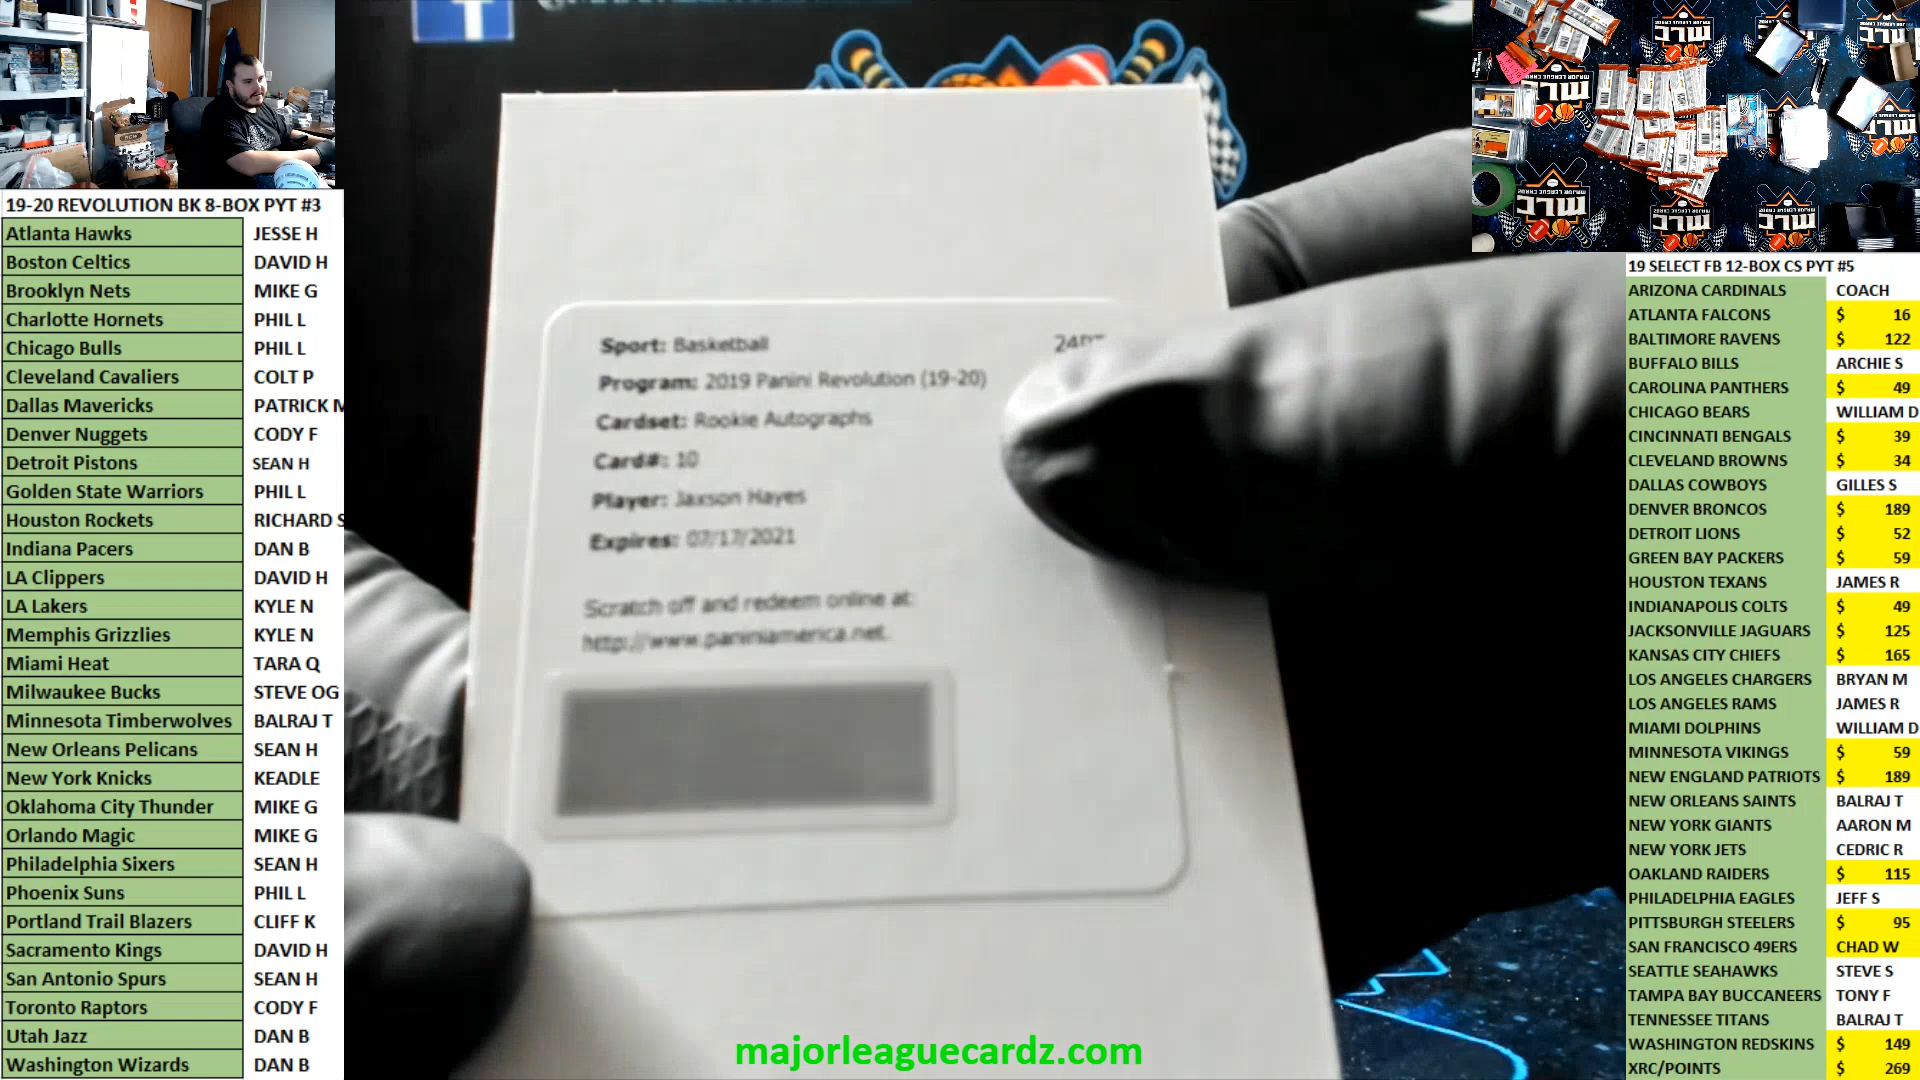 19-20 REVOLUTION BK 8-BOX PYT #3
Atlanta Hawks JESSE H
Boston Celtics DAVID H
Brooklyn Nets MIKE G
Charlotte Hornets PHIL L
Chicago Bulls PHIL L
Cleveland Cavaliers COLT P
Dallas Mavericks PATRICK M
Denver Nuggets CODY F
Detroit Pistons SEAN H
Golden State Warriors PHIL L
Houston Rockets RICHARD S
Indiana Pacers DAN B
LA Clippers DAVID H
LA Lakers KYLE N
Memphis Grizzlies KYLE N
Miami Heat TARA Q
Milwaukee Bucks STEVE OG
Minnesota Timberwolves BALRAJ T
New Orleans Pelicans SEAN H
New York Knicks KEADLE
Oklahoma City Thunder MIKE G
Orlando Magic MIKE G
Philadelphia Sixers SEAN H
Phoenix Suns PHIL L
Portland Trail Blazers CLIFF K
Sacramento Kings DAVID H
San Antonio Spurs SEAN H
Toronto Raptors CODY F
Utah Jazz DAN B
Washington Wizards DAN B
Sport: Basketball
Program: 2019 Panini Revolution (19-20)
Cardset: Rookie Autographs
Card#: 10
Player: Jaxson Hayes
Expires: 07/17/2021
Scratch off and redeem online at:
http://www.paniniamerica.net.
majorleaguecardz.com
MLC
19 SELECT FB 12-BOX CS PYT #5
ARIZONA CARDINALS COACH
ATLANTA FALCONS $ 16
BALTIMORE RAVENS $ 122
BUFFALO BILLS ARCHIE S
CAROLINA PANTHERS $ 49
CHICAGO BEARS WILLIAM D
CINCINNATI BENGALS $ 39
CLEVELAND BROWNS $ 34
DALLAS COWBOYS GILLES S
DENVER BRONCOS $ 189
DETROIT LIONS $ 52
GREEN BAY PACKERS $ 59
HOUSTON TEXANS JAMES R
INDIANAPOLIS COLTS $ 49
JACKSONVILLE JAGUARS $ 125
KANSAS CITY CHIEFS $ 165
LOS ANGELES CHARGERS BRYAN M
LOS ANGELES RAMS JAMES R
MIAMI DOLPHINS WILLIAM D
MINNESOTA VIKINGS $ 59
NEW ENGLAND PATRIOTS $ 189
NEW ORLEANS SAINTS BALRAJ T
NEW YORK GIANTS AARON M
NEW YORK JETS CEDRIC R
OAKLAND RAIDERS $ 115
PHILADELPHIA EAGLES JEFF S
PITTSBURGH STEELERS $ 95
SAN FRANCISCO 49ERS CHAD W
SEATTLE SEAHAWKS STEVE S
TAMPA BAY BUCCANEERS TONY F
TENNESSEE TITANS BALRAJ T
WASHINGTON REDSKINS $ 149
XRC/POINTS $ 269